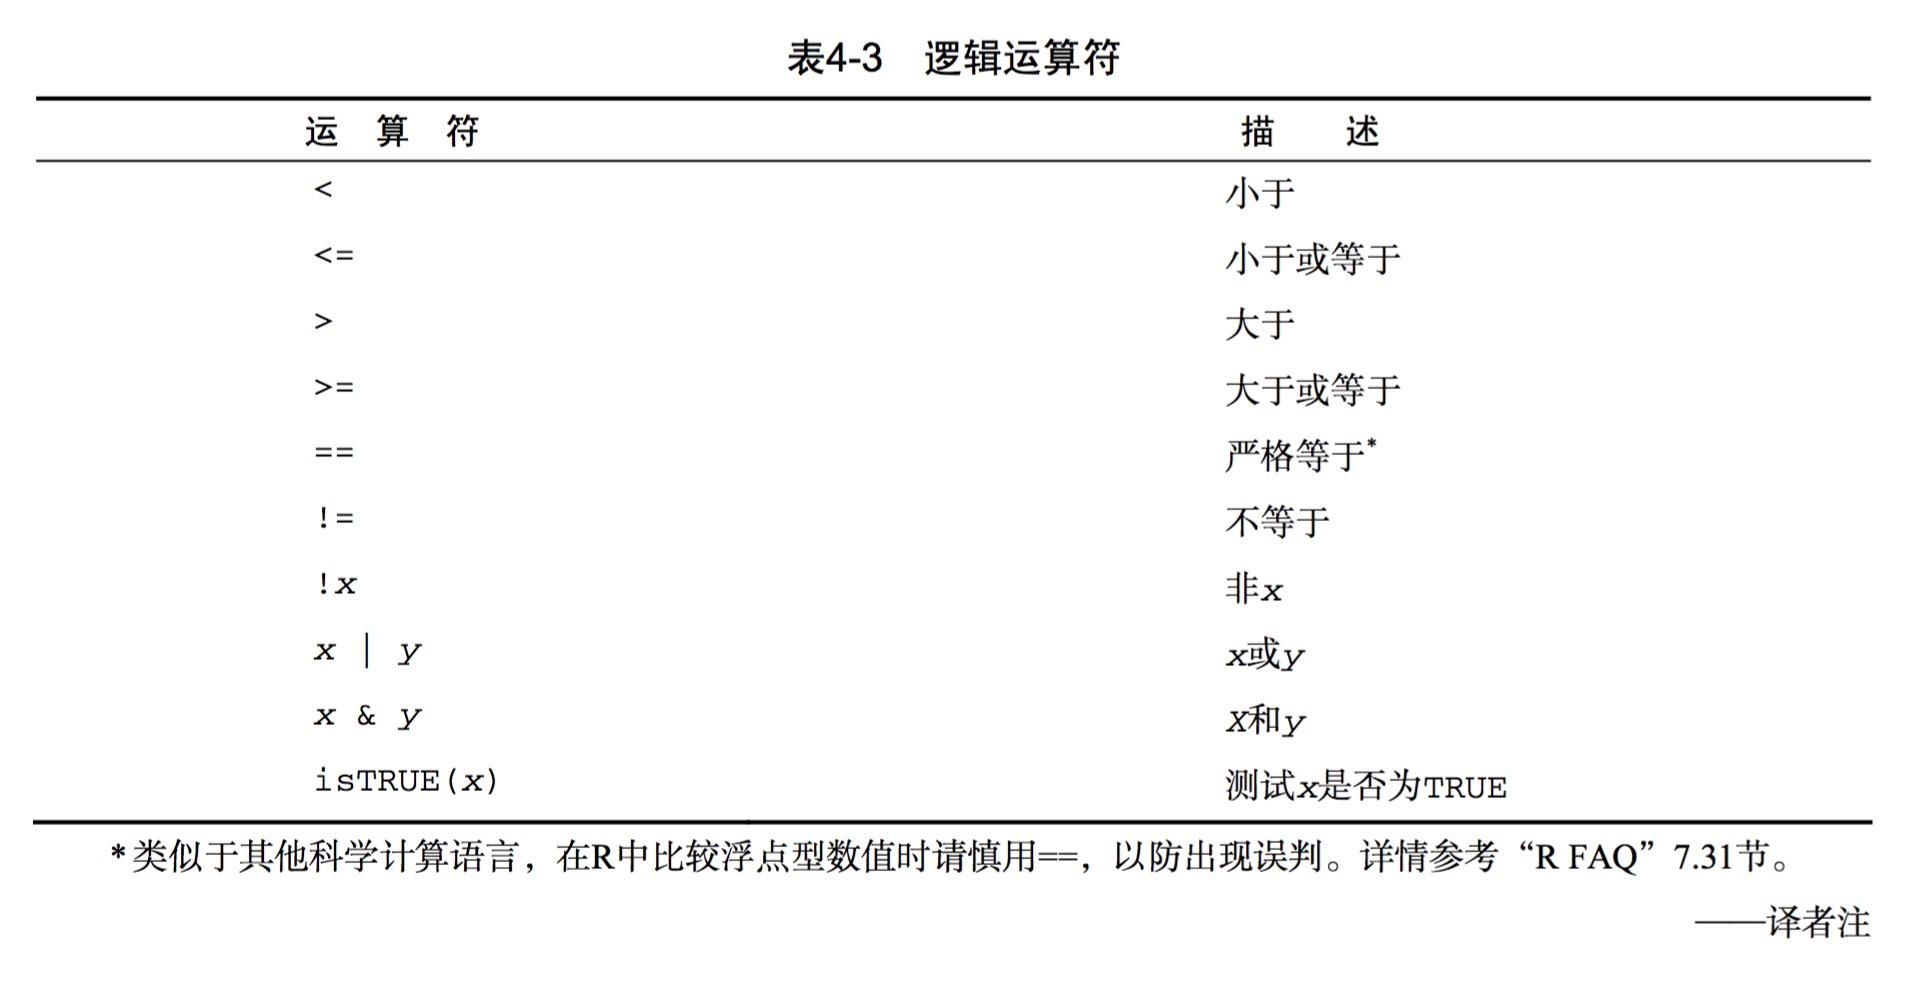 表4-3 逻辑运算符
运 算 符 描 述
< 小于
<= 小于或等于
> 大于
>= 大于或等于
== 严格等于*
!= 不等于
!x 非x
x | y x或y
x & y X和y
isTRUE(x) 测试x是否为TRUE
*类似于其他科学计算语言，在R中比较浮点型数值时请慎用==，以防出现误判。详情参考“R FAQ”7.31节。
——译者注